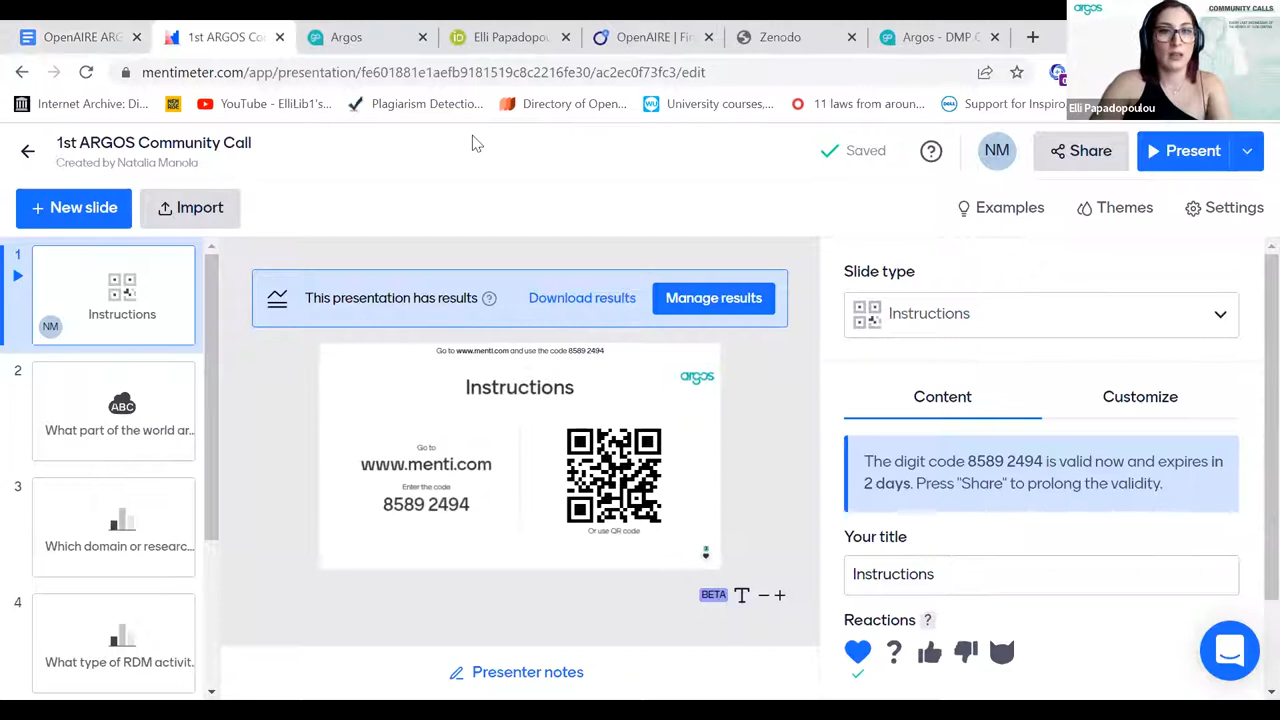 OpenAIRE ARG
1st ARGOS Co
Argos
Elli Papad
OpenAIRE | Fi
Zenodo
Argos - DMP C
argos
COMMUNITY CALLS
Elli Papadopoulou
mentimeter.com/app/presentation/fe601881e1aefb9181519c8c2216fe30/ac2ec0f73fc3/edit
Internet Archive: Di...
YouTube - ElliLib1's...
Plagiarism Detectio...
Directory of Open...
WU
University courses,...
11 laws from aroun...
DELL
Support for Inspiro
1st ARGOS Community Call
Created by Natalia Manola
Saved
NM
Share
Present
+ New slide
Import
Examples
Themes
Settings
1
Instructions
NM
2
ABC
What part of the world ar..
3
Which domain or researc..
4
What type of RDM activit.
This presentation has results
Download results
Manage results
Go to www.menti.com and use the code 8589 2494
Instructions
argos
Go to
www.menti.com
Enter the code
8589 2494
Or use QR code
BETA T − +
Presenter notes
Slide type
Instructions
Content
Customize
The digit code 8589 2494 is valid now and expires in
2 days. Press "Share" to prolong the validity.
Your title
Instructions
Reactions ?